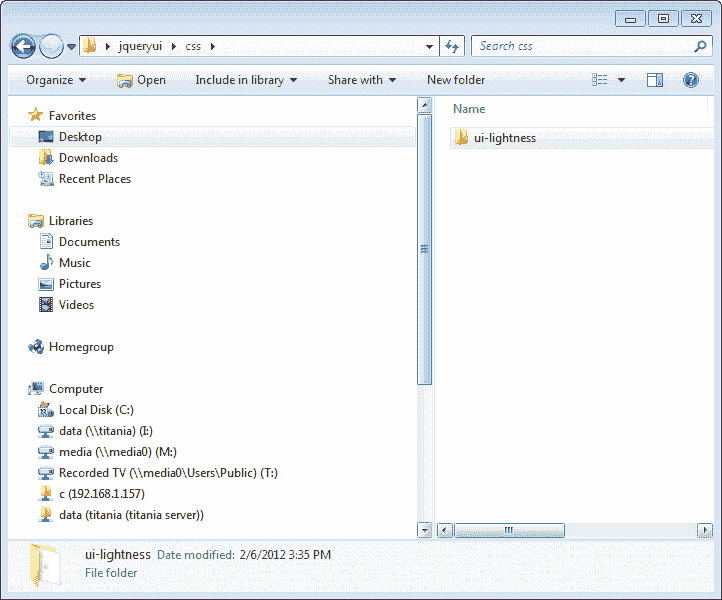 jqueryui css
Search css
Organize Open Include in library Share with New folder
Favorites
Desktop
Downloads
Recent Places
Libraries
Documents
Music
Pictures
Videos
Homegroup
Computer
Local Disk (C:)
data (\\titania) (I:)
media (\\media0) (M:)
Recorded TV (\\media0\Users\Public) (T:)
c (192.168.1.157)
data (titania (titania server))
Name
ui-lightness
ui-lightness Date modified: 2/6/2012 3:35 PM
File folder